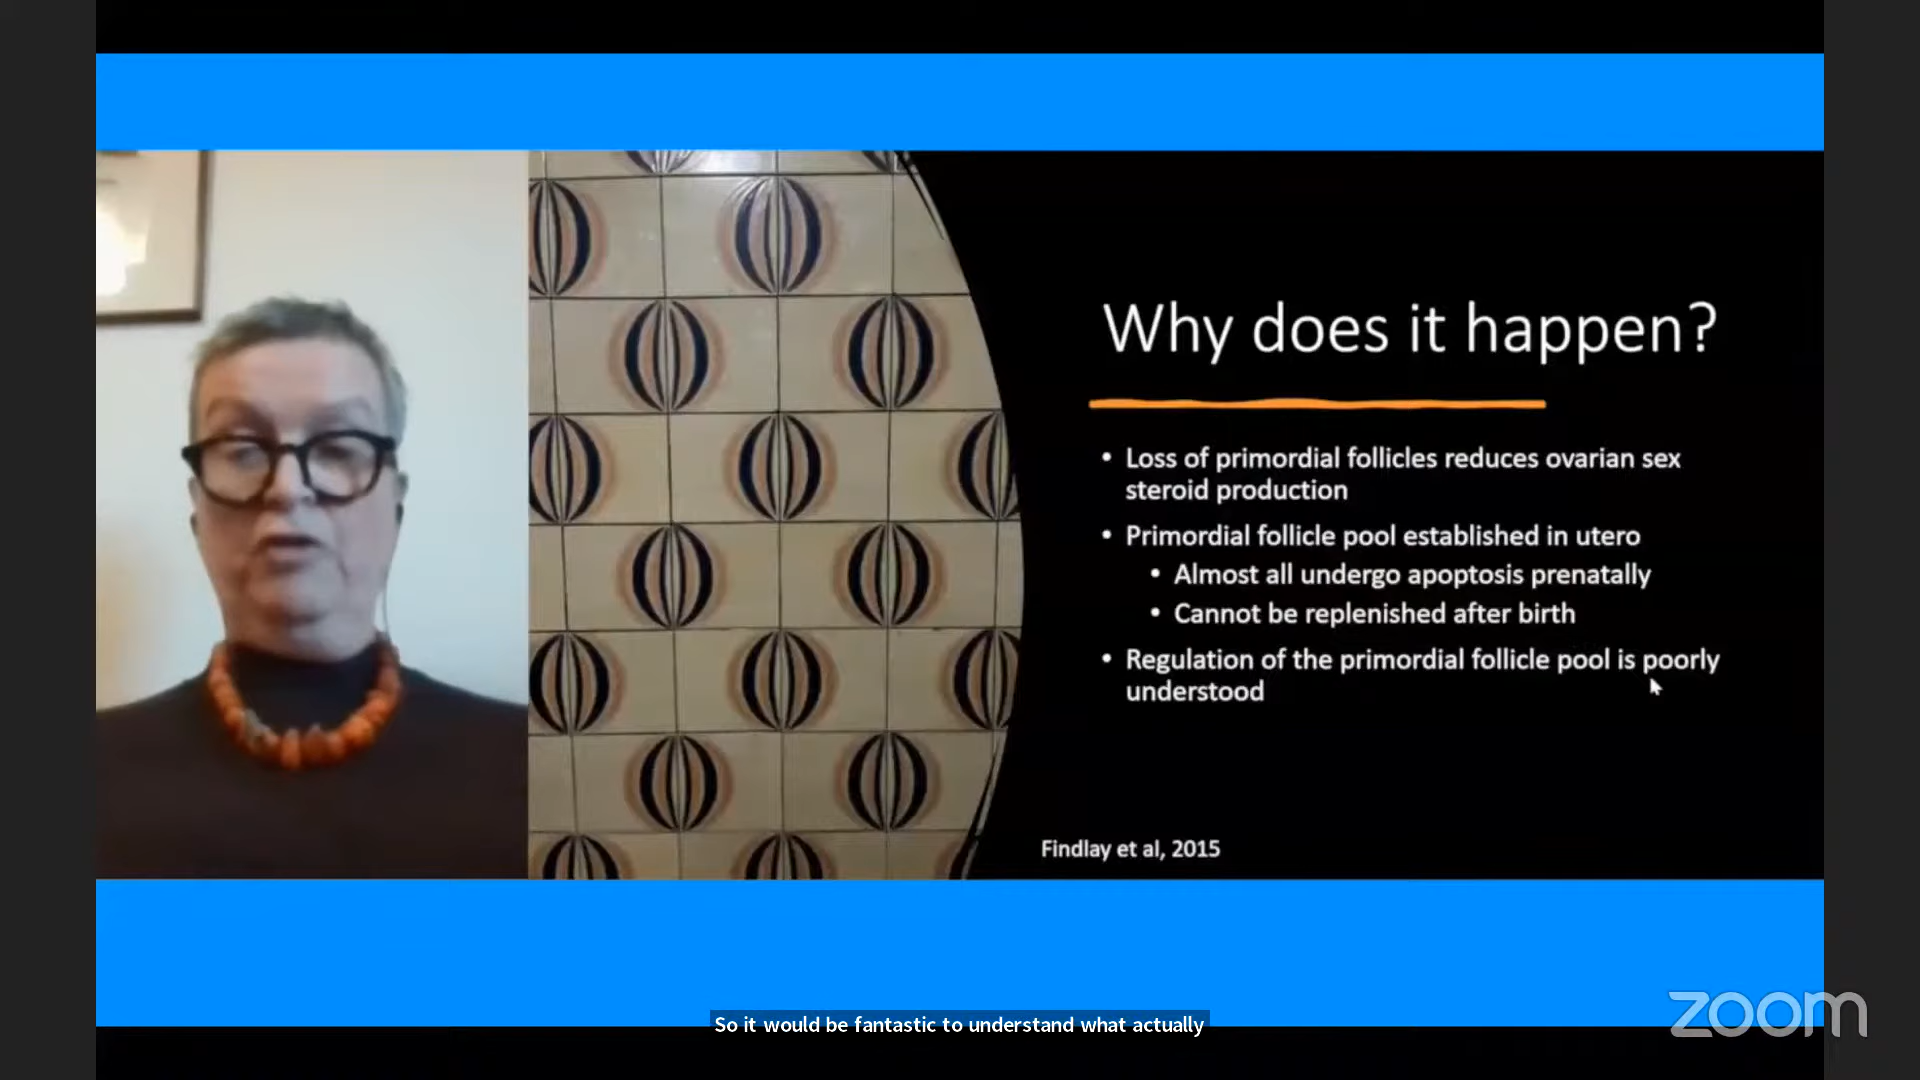 Why does it happen?
• Loss of primordial follicles reduces ovarian sex
steroid production
• Primordial follicle pool established in utero
• Almost all undergo apoptosis prenatally
• Cannot be replenished after birth
• Regulation of the primordial follicle pool is poorly
understood
Findlay et al, 2015
So it would be fantastic to understand what actually
zoom